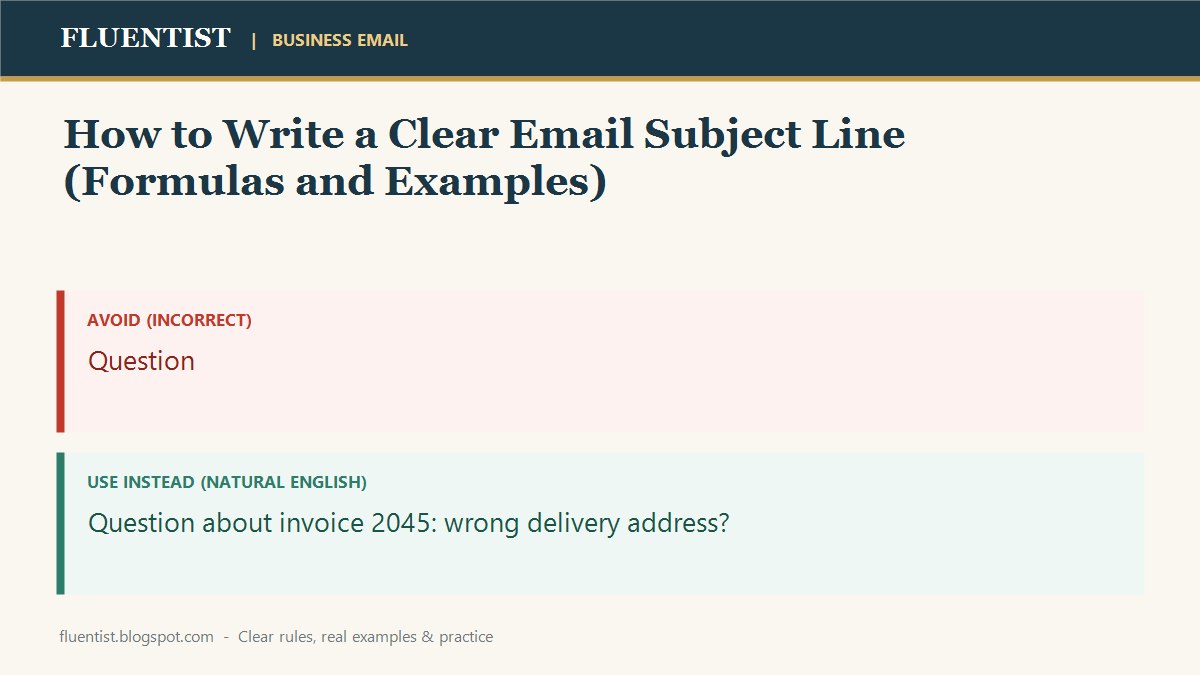 FLUENTIST | BUSINESS EMAIL
How to Write a Clear Email Subject Line
(Formulas and Examples)
AVOID (INCORRECT)
Question
USE INSTEAD (NATURAL ENGLISH)
Question about invoice 2045: wrong delivery address?
fluentist.blogspot.com - Clear rules, real examples & practice